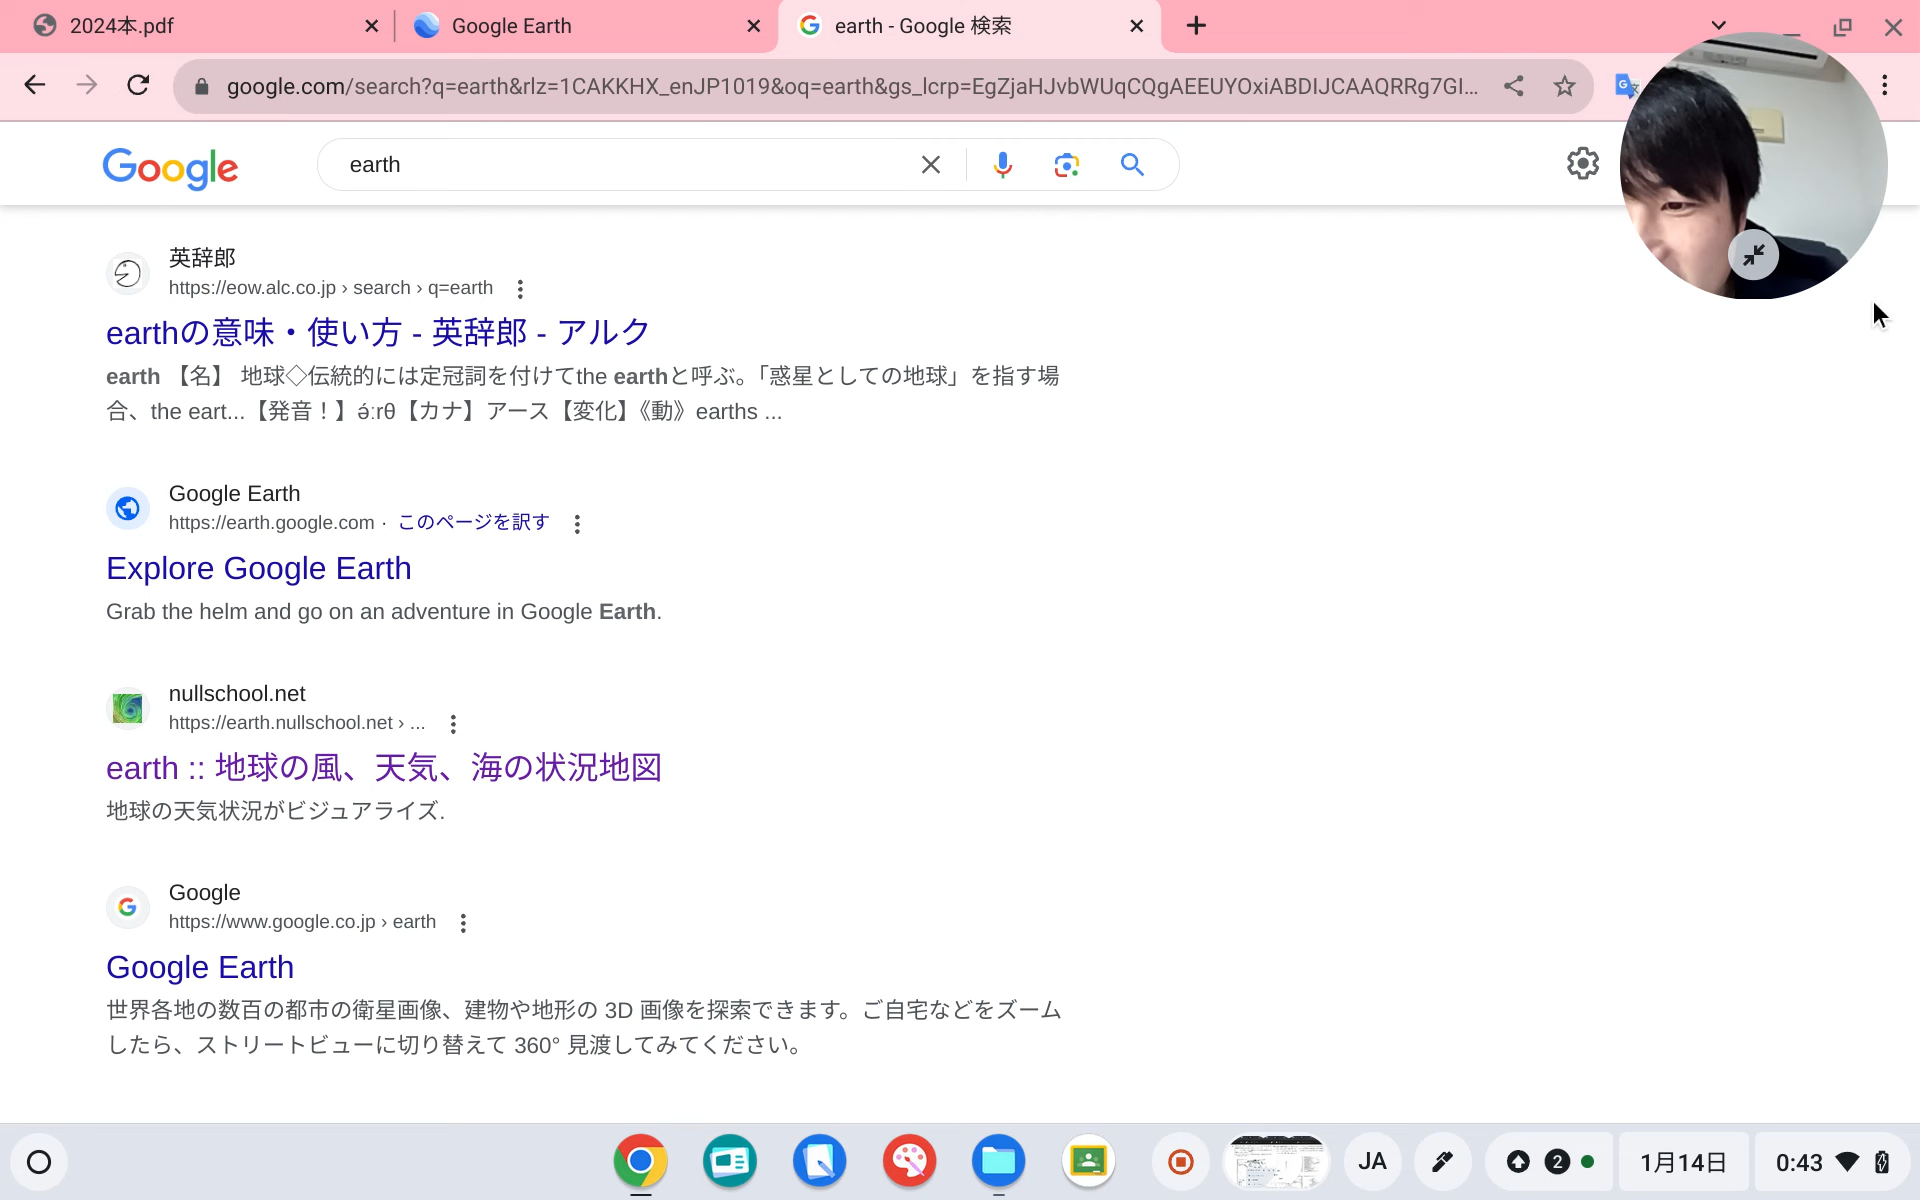 2024本.pdf
Google Earth
earth - Google 検索
google.com/search?q=earth&rlz=1CAKKHX_enJP1019&oq=earth&gs_lcrp=EgZjaHJvbWUqCQgAEEUYOxiABDIJCAAQRRg7GI...
Google
earth
英辞郎
https://eow.alc.co.jp › search › q=earth
earthの意味・使い方 - 英辞郎 - アルク
earth 【名】 地球◇伝統的には定冠詞を付けてthe earthと呼ぶ。「惑星としての地球」を指す場
合、the eart...【発音！】ə́ːrθ【カナ】アース【変化】《動》earths ...
Google Earth
https://earth.google.com · このページを訳す
Explore Google Earth
Grab the helm and go on an adventure in Google Earth.
nullschool.net
https://earth.nullschool.net › ...
earth :: 地球の風、天気、海の状況地図
地球の天気状況がビジュアライズ.
Google
https://www.google.co.jp › earth
Google Earth
世界各地の数百の都市の衛星画像、建物や地形の 3D 画像を探索できます。ご自宅などをズーム
したら、ストリートビューに切り替えて 360° 見渡してみてください。
JA
2
1月14日
0:43